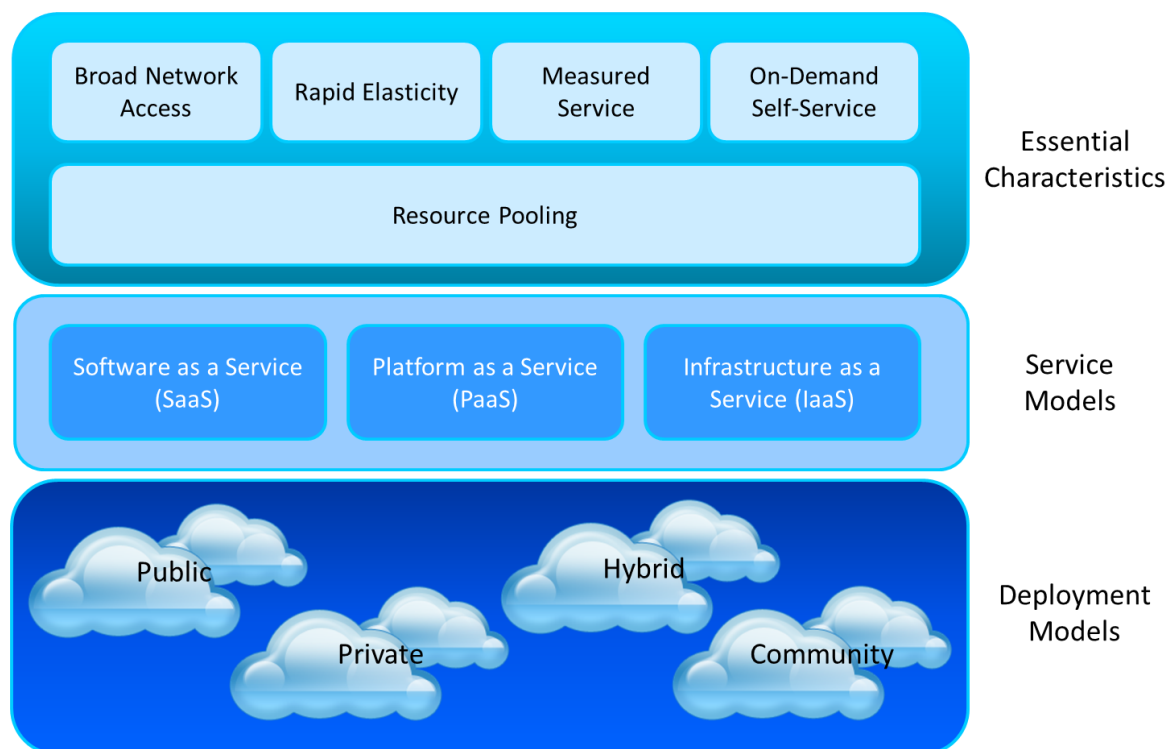 Broad Network
Access
Rapid Elasticity
Measured
Service
On-Demand
Self-Service
Resource Pooling
Essential
Characteristics
Software as a Service
(SaaS)
Platform as a Service
(PaaS)
Infrastructure as a
Service (IaaS)
Service
Models
Public
Private
Hybrid
Community
Deployment
Models